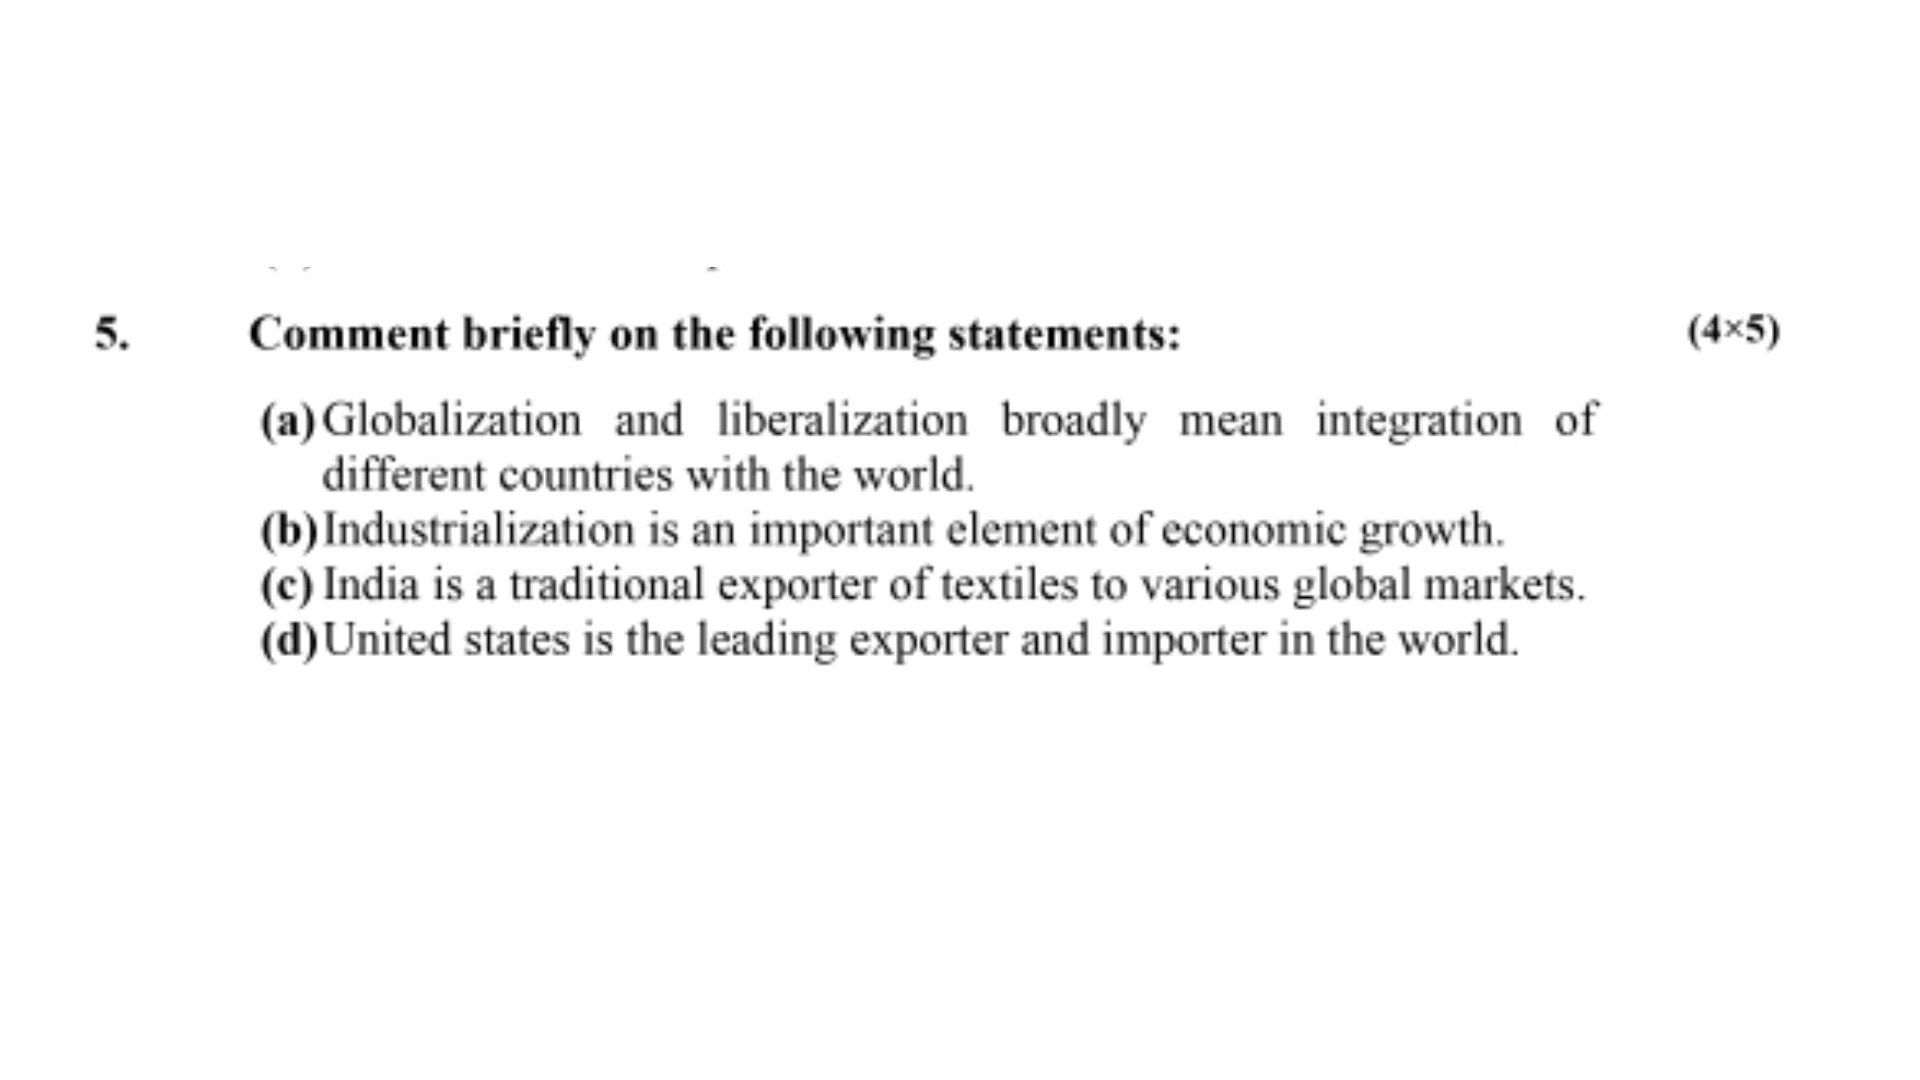 5. Comment briefly on the following statements: (4×5)
(a) Globalization and liberalization broadly mean integration of
different countries with the world.
(b) Industrialization is an important element of economic growth.
(c) India is a traditional exporter of textiles to various global markets.
(d) United states is the leading exporter and importer in the world.